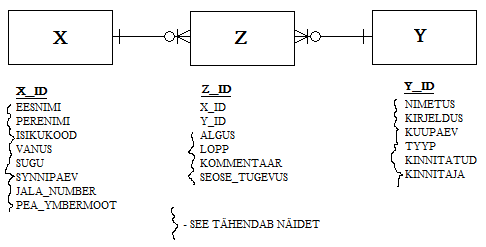 X
Z
Y
X_ID
EESNIMI
PERENIMI
ISIKUKOOD
VANUS
SUGU
SYNNIPAEV
JALA_NUMBER
PEA_YMBERMOOT
Z_ID
X_ID
Y_ID
ALGUS
LOPP
KOMMENTAAR
SEOSE_TUGEVUS
Y_ID
NIMETUS
KIRJELDUS
KUUPAEV
TYYP
KINNITATUD
KINNITAJA
- SEE TÄHENDAB NÄIDET